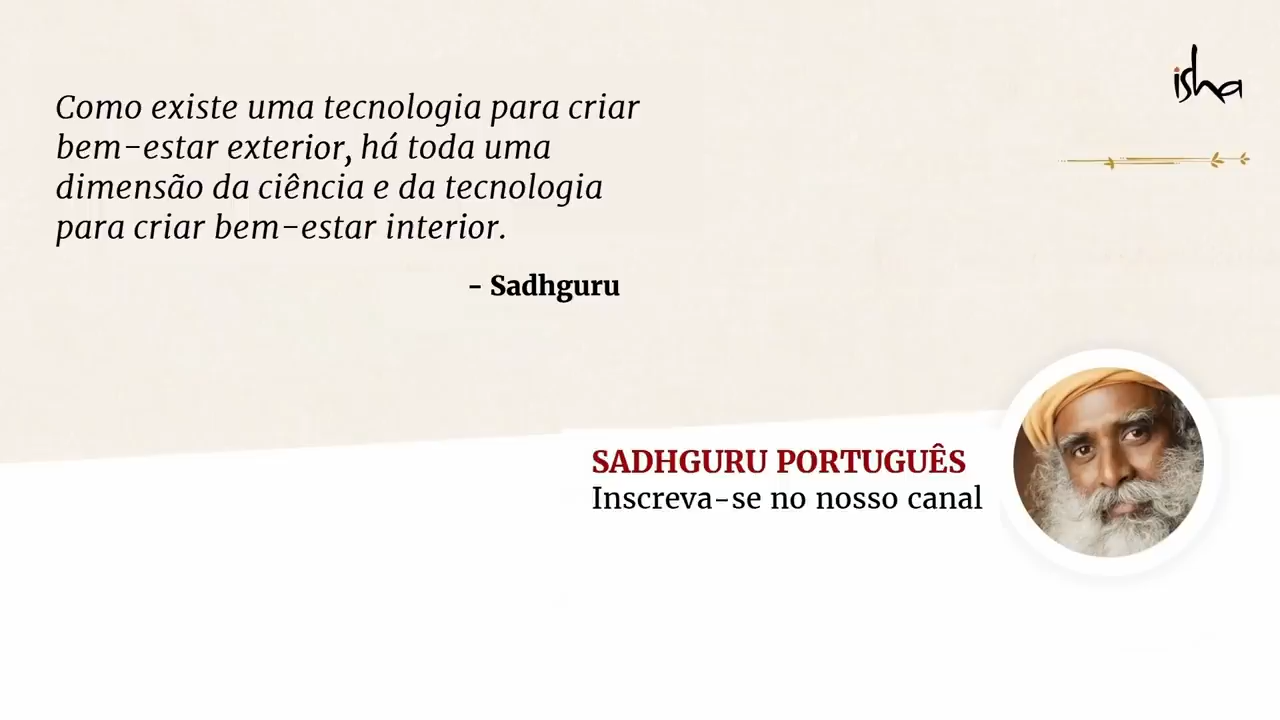 Como existe uma tecnologia para criar
bem-estar exterior, há toda uma
dimensão da ciência e da tecnologia
para criar bem-estar interior.
- Sadhguru
isha
SADHGURU PORTUGUÊS
Inscreva-se no nosso canal